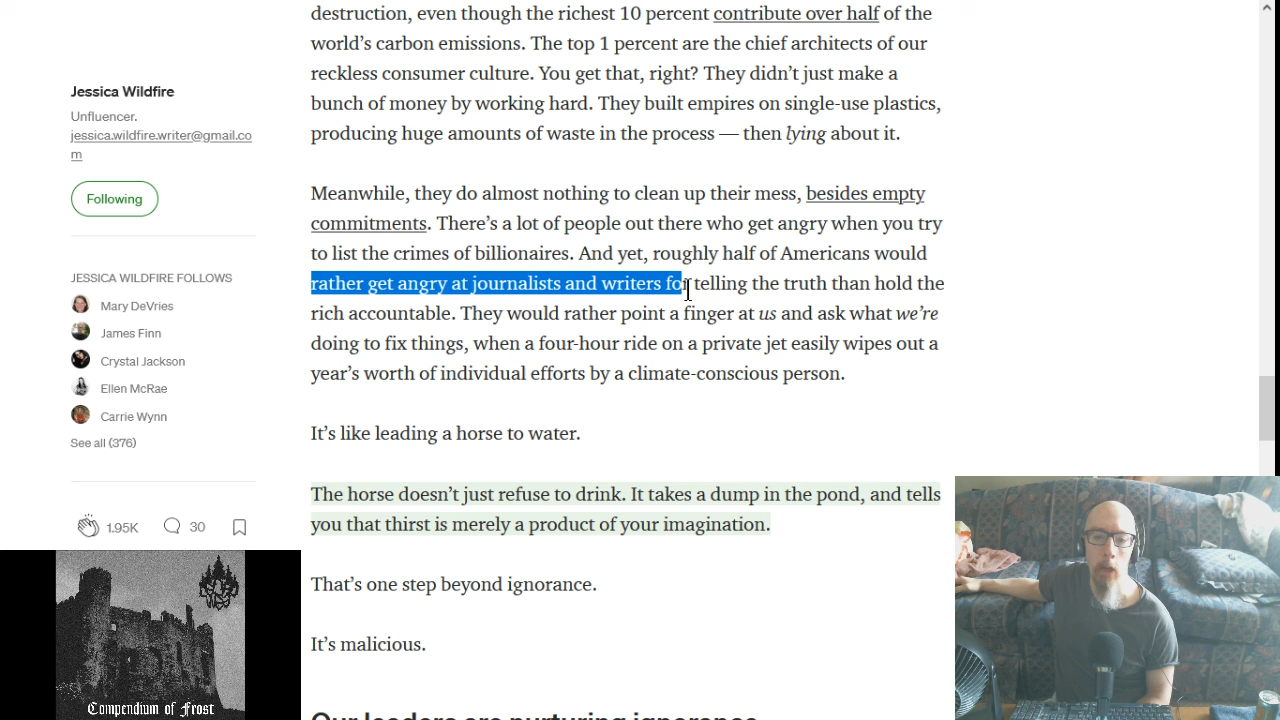 destruction, even though the richest 10 percent contribute over half of the
world’s carbon emissions. The top 1 percent are the chief architects of our
reckless consumer culture. You get that, right? They didn’t just make a
bunch of money by working hard. They built empires on single-use plastics,
producing huge amounts of waste in the process — then lying about it.
Meanwhile, they do almost nothing to clean up their mess, besides empty
commitments. There’s a lot of people out there who get angry when you try
to list the crimes of billionaires. And yet, roughly half of Americans would
rather get angry at journalists and writers for telling the truth than hold the
rich accountable. They would rather point a finger at us and ask what we’re
doing to fix things, when a four-hour ride on a private jet easily wipes out a
year’s worth of individual efforts by a climate-conscious person.
It’s like leading a horse to water.
The horse doesn’t just refuse to drink. It takes a dump in the pond, and tells
you that thirst is merely a product of your imagination.
That’s one step beyond ignorance.
It’s malicious.
Our leaders are nurturing ignorance
Jessica Wildfire
Unfluencer.
jessica.wildfire.writer@gmail.co
m
Following
JESSICA WILDFIRE FOLLOWS
Mary DeVries
James Finn
Crystal Jackson
Ellen McRae
Carrie Wynn
See all (376)
1.95K
30
Compendium of Frost